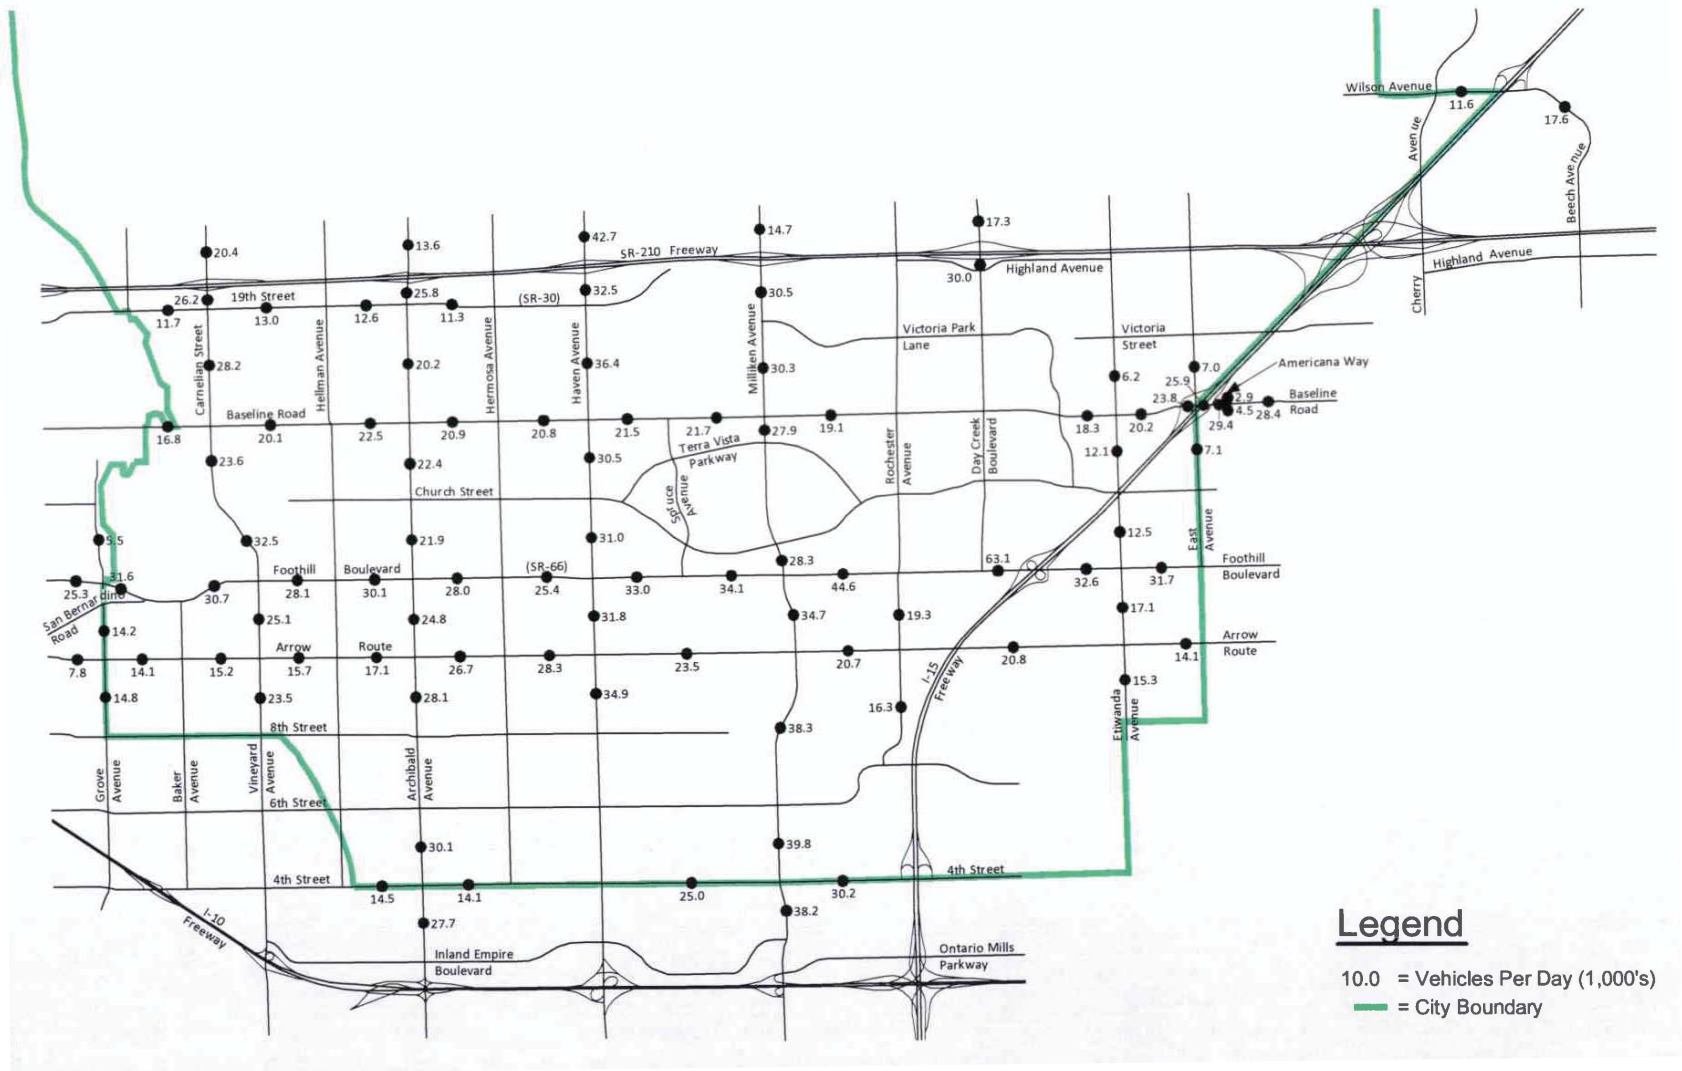 Wilson Avenue
11.6
17.6
Avenue
Beech Avenue
17.3
20.4
13.6
42.7
14.7
SR-210 Freeway
Highland Avenue
30.0
Highland Avenue
Cherry
26.2
19th Street
25.8
(SR-30)
32.5
30.5
11.7
13.0
12.6
11.3
Carnelian Street
Hellman Avenue
Hermosa Avenue
Haven Avenue
Milliken Avenue
Victoria Park
Lane
Victoria
Street
Americana Way
28.2
20.2
36.4
30.3
6.2
7.0
25.9
23.8
2.9
4.5
28.4
29.4
Baseline
Road
Baseline Road
16.8
20.1
22.5
20.9
20.8
21.5
21.7
27.9
19.1
18.3
20.2
Terra Vista
Parkway
Rochester
Avenue
Day Creek
Boulevard
12.1
7.1
23.6
22.4
30.5
Church Street
Spruce
Avenue
5.5
32.5
21.9
31.0
12.5
East
Avenue
28.3
63.1
Foothill
Boulevard
Foothill Boulevard
(SR-66)
31.6
25.3
30.7
28.1
30.1
28.0
25.4
33.0
34.1
44.6
32.6
31.7
San Bernardino
Road
14.2
25.1
24.8
31.8
34.7
19.3
17.1
Arrow Route
Arrow
Route
7.8
14.1
15.2
15.7
17.1
26.7
28.3
23.5
20.7
20.8
14.1
I-15
Freeway
14.8
23.5
28.1
34.9
16.3
15.3
Etiwanda
Avenue
8th Street
38.3
Grove
Avenue
Baker
Avenue
Vineyard
Avenue
Archibald
Avenue
6th Street
30.1
39.8
4th Street
4th Street
14.5
14.1
25.0
30.2
I-10
Freeway
27.7
38.2
Inland Empire
Boulevard
Ontario Mills
Parkway
Legend
10.0 = Vehicles Per Day (1,000's)
= City Boundary